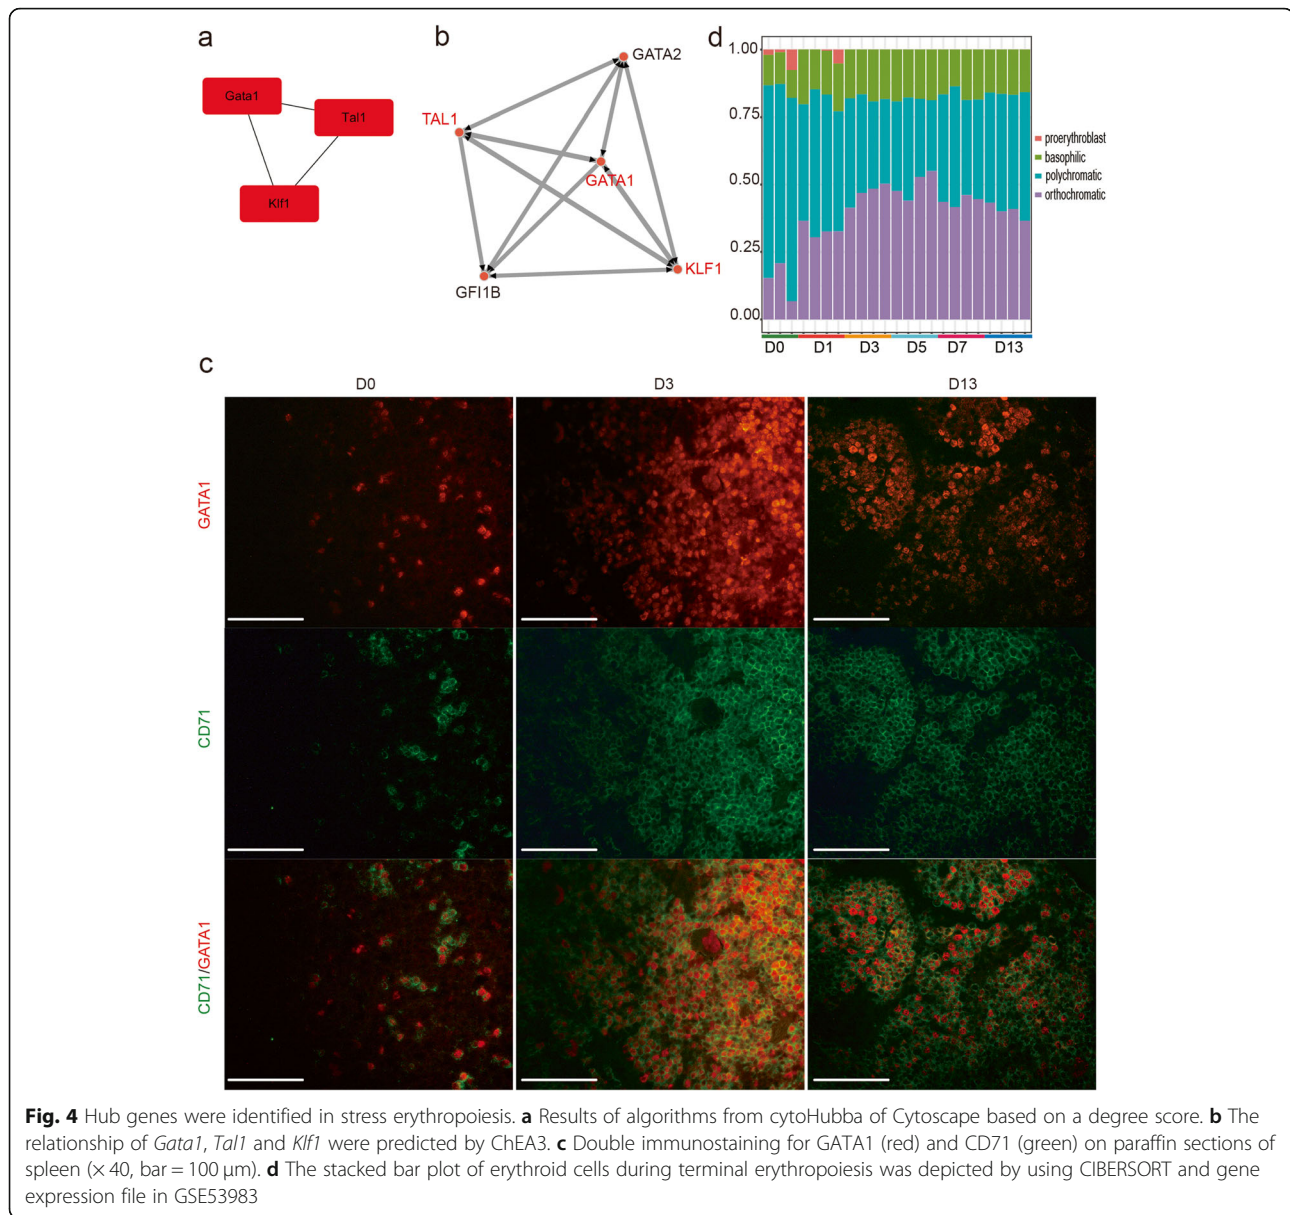 a
Gata1
Tal1
Klf1
b
GATA2
TAL1
GATA1
KLF1
GFI1B
d
1.00
0.75
0.50
0.25
0.00
D0 D1 D3 D5 D7 D13
proerythroblast
basophilic
polychromatic
orthochromatic
c
D0 D3 D13
GATA1
CD71
CD71/GATA1
Fig. 4 Hub genes were identified in stress erythropoiesis. a Results of algorithms from cytoHubba of Cytoscape based on a degree score. b The
relationship of Gata1, Tal1 and Klf1 were predicted by ChEA3. c Double immunostaining for GATA1 (red) and CD71 (green) on paraffin sections of
spleen (× 40, bar = 100 μm). d The stacked bar plot of erythroid cells during terminal erythropoiesis was depicted by using CIBERSORT and gene
expression file in GSE53983